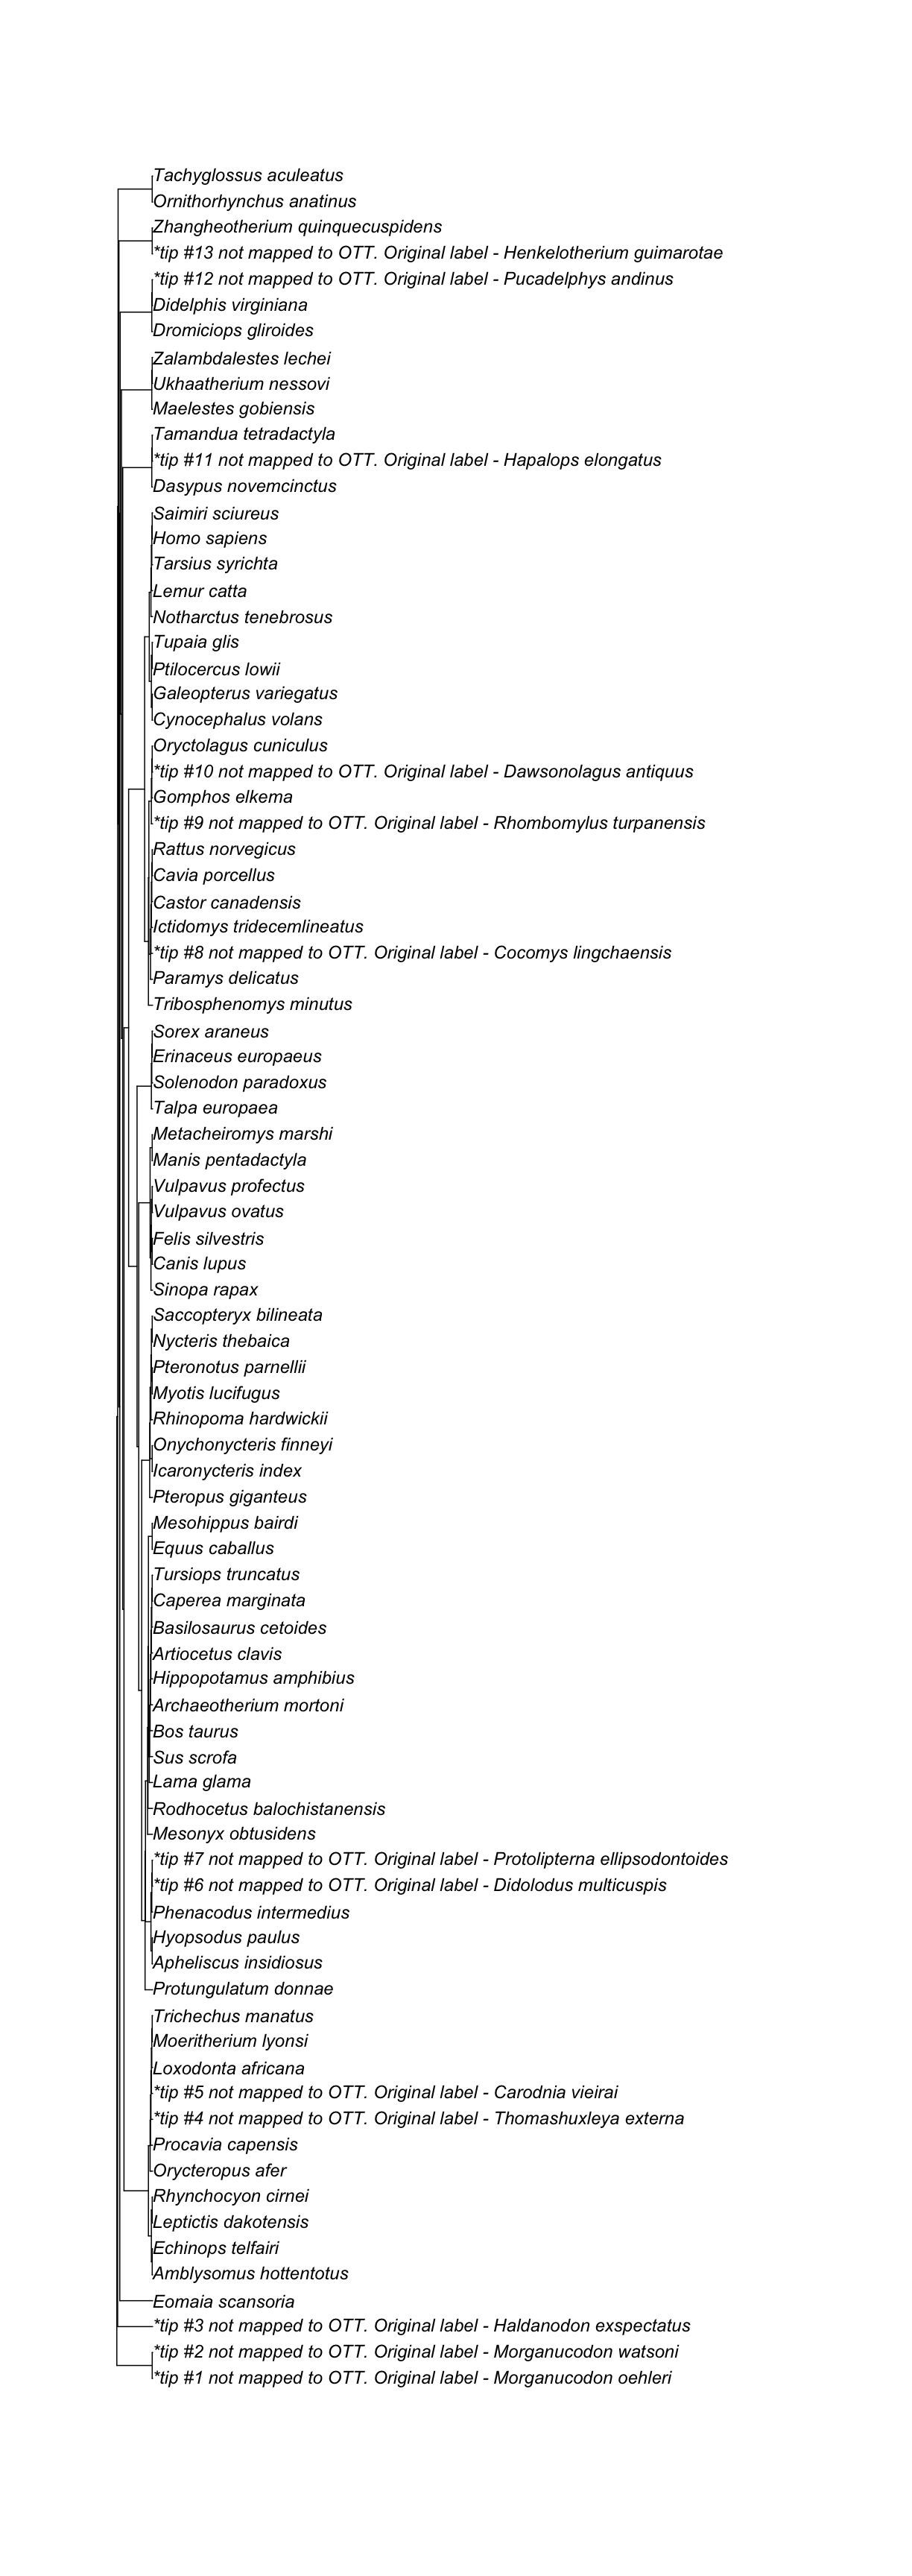 Tachyglossus aculeatus
Ornithorhynchus anatinus
Zhangheotherium quinquecuspidens
*tip #13 not mapped to OTT. Original label - Henkelotherium guimarotae
*tip #12 not mapped to OTT. Original label - Pucadelphys andinus
Didelphis virginiana
Dromiciops gliroides
Zalambdalestes lechei
Ukhaatherium nessovi
Maelestes gobiensis
Tamandua tetradactyla
*tip #11 not mapped to OTT. Original label - Hapalops elongatus
Dasypus novemcinctus
Saimiri sciureus
Homo sapiens
Tarsius syrichta
Lemur catta
Notharctus tenebrosus
Tupaia glis
Ptilocercus lowii
Galeopterus variegatus
Cynocephalus volans
Oryctolagus cuniculus
*tip #10 not mapped to OTT. Original label - Dawsonolagus antiquus
Gomphos elkema
*tip #9 not mapped to OTT. Original label - Rhombomylus turpanensis
Rattus norvegicus
Cavia porcellus
Castor canadensis
Ictidomys tridecemlineatus
*tip #8 not mapped to OTT. Original label - Cocomys lingchaensis
Paramys delicatus
Tribosphenomys minutus
Sorex araneus
Erinaceus europaeus
Solenodon paradoxus
Talpa europaea
Metacheiromys marshi
Manis pentadactyla
Vulpavus profectus
Vulpavus ovatus
Felis silvestris
Canis lupus
Sinopa rapax
Saccopteryx bilineata
Nycteris thebaica
Pteronotus parnellii
Myotis lucifugus
Rhinopoma hardwickii
Onychonycteris finneyi
Icaronycteris index
Pteropus giganteus
Mesohippus bairdi
Equus caballus
Tursiops truncatus
Caperea marginata
Basilosaurus cetoides
Artiocetus clavis
Hippopotamus amphibius
Archaeotherium mortoni
Bos taurus
Sus scrofa
Lama glama
Rodhocetus balochistanensis
Mesonyx obtusidens
*tip #7 not mapped to OTT. Original label - Protolipterna ellipsodontoides
*tip #6 not mapped to OTT. Original label - Didolodus multicuspis
Phenacodus intermedius
Hyopsodus paulus
Apheliscus insidiosus
Protungulatum donnae
Trichechus manatus
Moeritherium lyonsi
Loxodonta africana
*tip #5 not mapped to OTT. Original label - Carodnia vieirai
*tip #4 not mapped to OTT. Original label - Thomashuxleya externa
Procavia capensis
Orycteropus afer
Rhynchocyon cirnei
Leptictis dakotensis
Echinops telfairi
Amblysomus hottentotus
Eomaia scansoria
*tip #3 not mapped to OTT. Original label - Haldanodon exspectatus
*tip #2 not mapped to OTT. Original label - Morganucodon watsoni
*tip #1 not mapped to OTT. Original label - Morganucodon oehleri